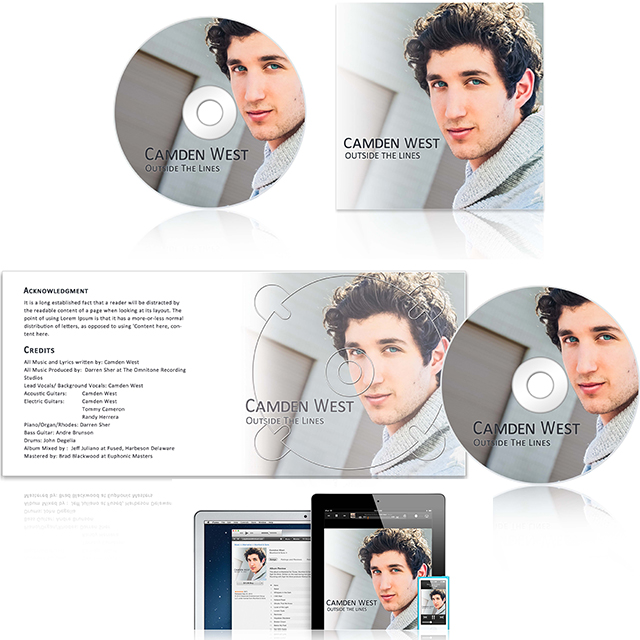 CAMDEN WEST
OUTSIDE THE LINES
CAMDEN WEST
OUTSIDE THE LINES
ACKNOWLEDGMENT
It is a long established fact that a reader will be distracted by
the readable content of a page when looking at its layout. The
point of using Lorem Ipsum is that it has a more-or-less normal
distribution of letters, as opposed to using 'Content here, con-
tent here.
CREDITS
All Music and Lyrics written by: Camden West
All Music Produced by: Darren Sher at The Omnitone Recording
Studios
Lead Vocals/ Background Vocals: Camden West
Acoustic Guitars: Camden West
Electric Guitars: Camden West
Tommy Cameron
Randy Herrera
Piano/Organ/Rhodes: Darren Sher
Bass Guitar: Andre Brunson
Drums: John Degella
Album Mixed by : Jeff Juliano at Fused, Harbeson Delaware
Mastered by: Brad Blackwood at Euphonic Masters
CAMDEN WEST
OUTSIDE THE LINES
CAMDEN WEST
OUTSIDE THE LINES
CAMDEN WEST
CAMDEN WEST
OUTSIDE THE LINES